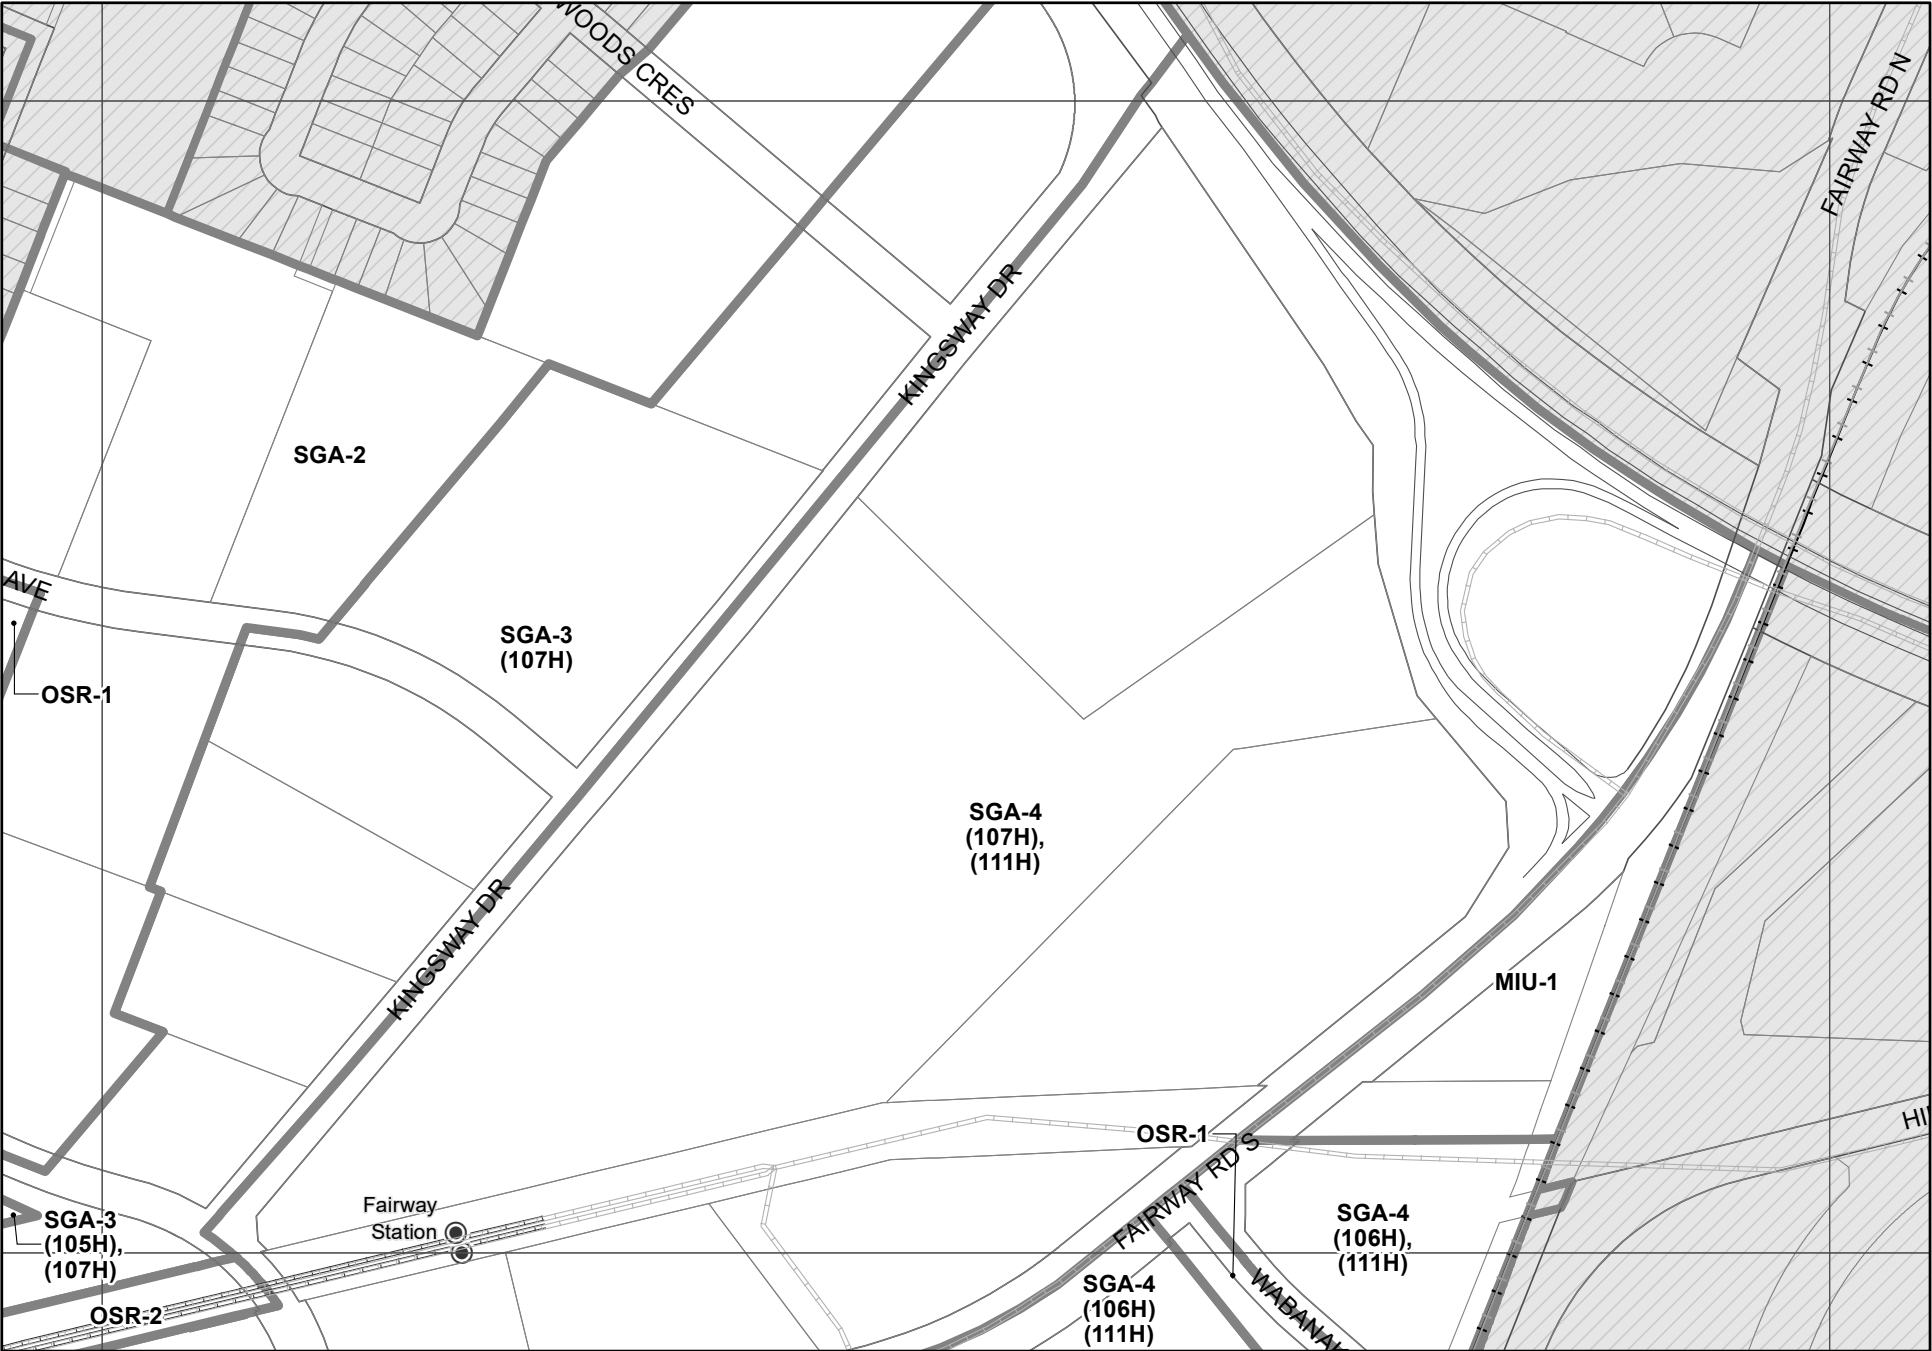 WOODS CRES
FAIRWAY RD N
KINGSWAY DR
SGA-2
AVE
SGA-3
(107H)
OSR-1
SGA-4
(107H),
(111H)
KINGSWAY DR
MIU-1
HI
OSR-1
FAIRWAY RD S
Fairway
Station
SGA-3
(105H),
(107H)
SGA-4
(106H),
(111H)
OSR-2
SGA-4
(106H)
(111H)
WABANAK